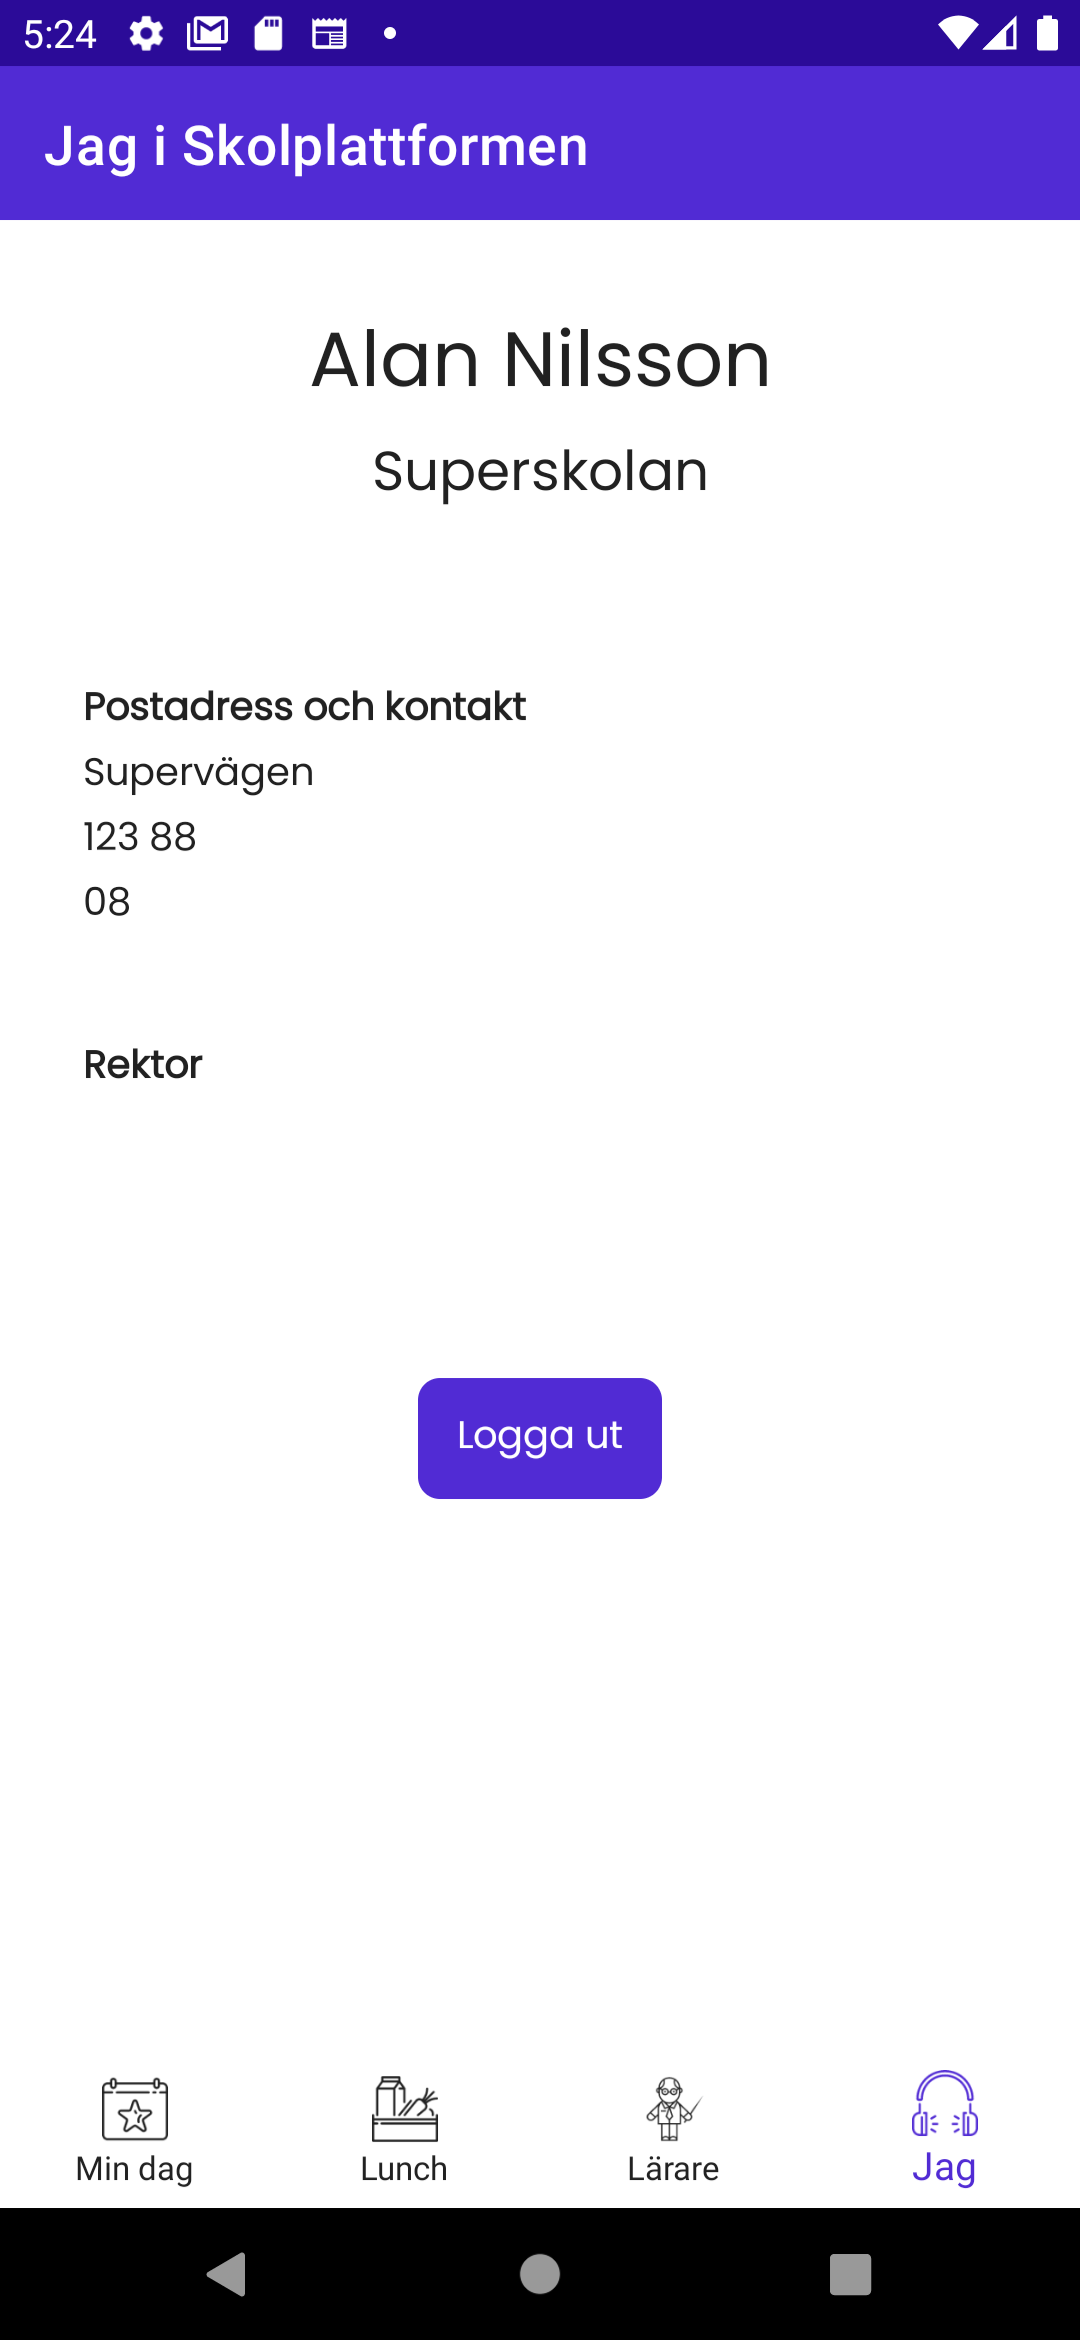 5:24
Jag i Skolplattformen
Alan Nilsson
Superskolan
Postadress och kontakt
Supervägen
123 88
08
Rektor
Logga ut
Min dag
Lunch
Lärare
Jag